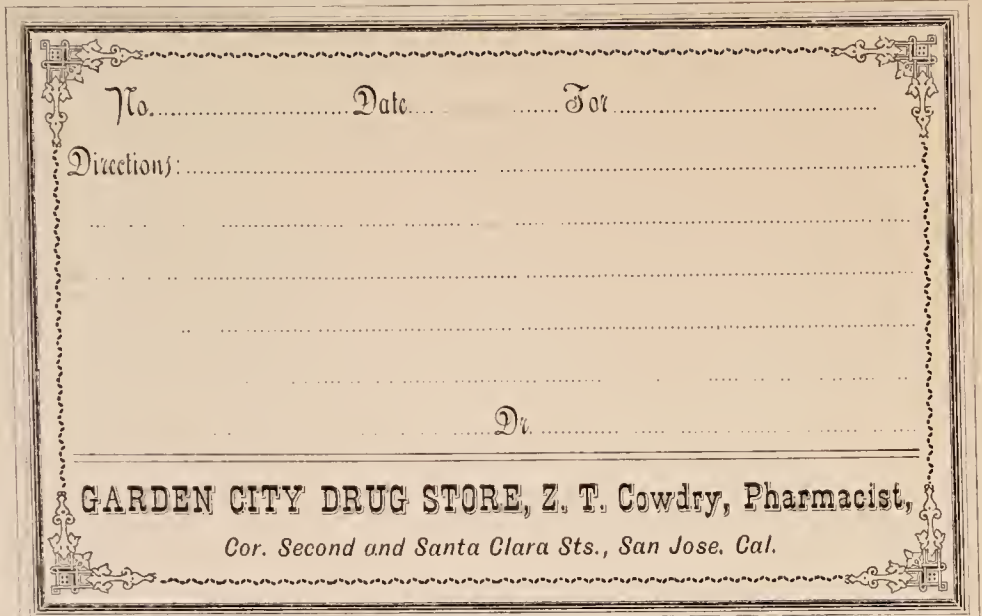 No. Date For
Directions:
Dr.
GARDEN CITY DRUG STORE, Z. T. Cowdry, Pharmacist,
Cor. Second and Santa Clara Sts., San Jose. Cal.